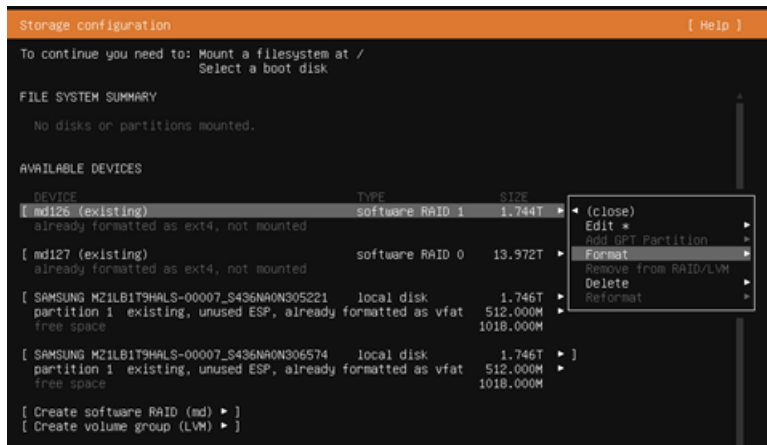 Storage configuration [ Help ]
To continue you need to: Mount a filesystem at /
Select a boot disk
FILE SYSTEM SUMMARY
No disks or partitions mounted.
AVAILABLE DEVICES
DEVICE TYPE SIZE
[ md126 (existing) software RAID 1 1.744T ▸
already formatted as ext4, not mounted
◂ (close)
Edit * ▸
Add GPT Partition ▸
Format ▸
Remove from RAID/LVM
Delete ▸
Reformat ▸
[ md127 (existing) software RAID 0 13.972T ▸
already formatted as ext4, not mounted
[ SAMSUNG MZ1LB1T9HALS-00007_S436NA0N305221 local disk 1.746T ▸
partition 1 existing, unused ESP, already formatted as vfat 512.000M ▸
free space 1018.000M
[ SAMSUNG MZ1LB1T9HALS-00007_S436NA0N306574 local disk 1.746T ▸ ]
partition 1 existing, unused ESP, already formatted as vfat 512.000M ▸
free space 1018.000M
[ Create software RAID (md) ▸ ]
[ Create volume group (LVM) ▸ ]